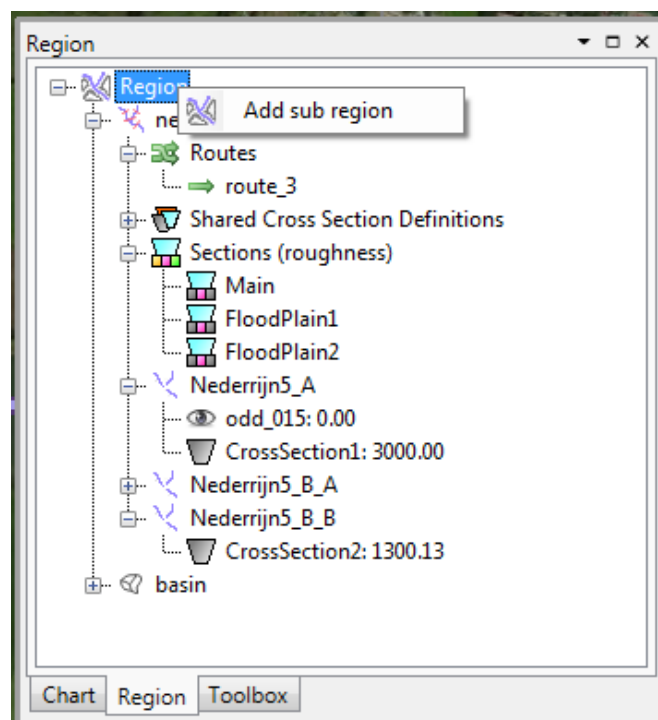 Region
Region
Add sub region
ne
Routes
route_3
Shared Cross Section Definitions
Sections (roughness)
Main
FloodPlain1
FloodPlain2
Nederrijn5_A
odd_015: 0.00
CrossSection1: 3000.00
Nederrijn5_B_A
Nederrijn5_B_B
CrossSection2: 1300.13
basin
Chart Region Toolbox